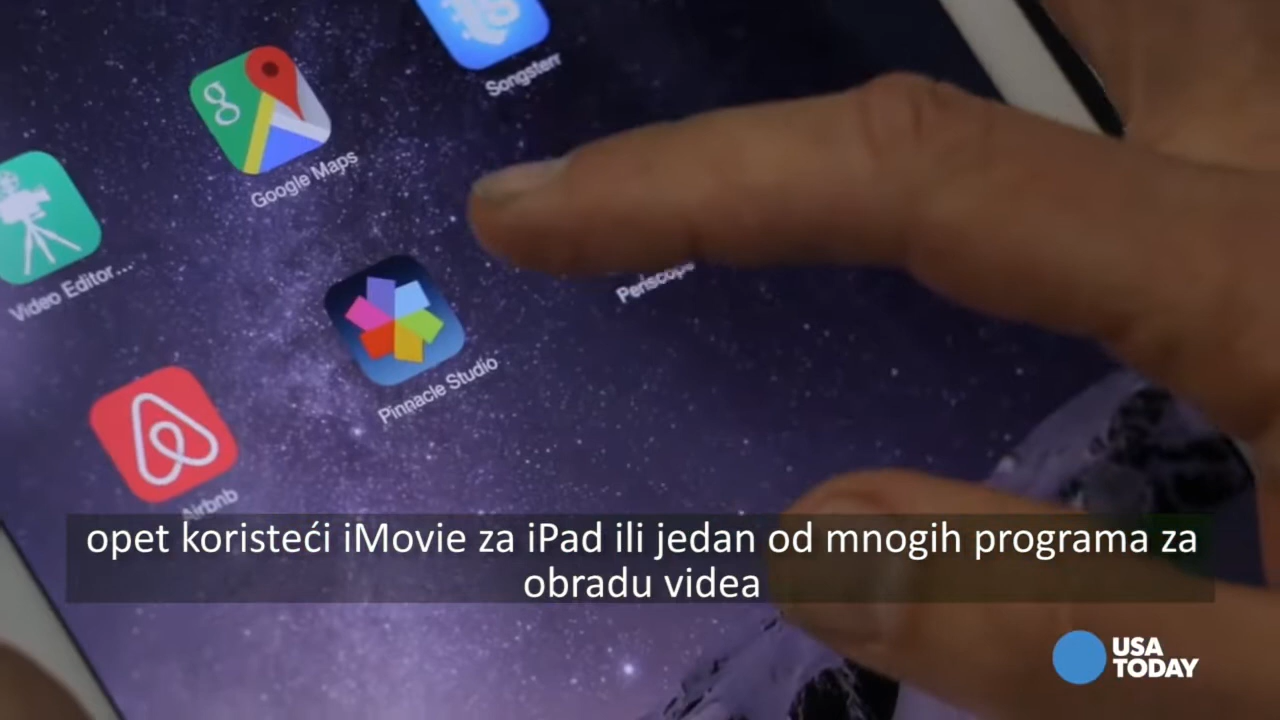 Songsterr
Google Maps
Video Editor...
Periscope
Pinnacle Studio
Airbnb
opet koristeći iMovie za iPad ili jedan od mnogih programa za
obradu videa
USA
TODAY